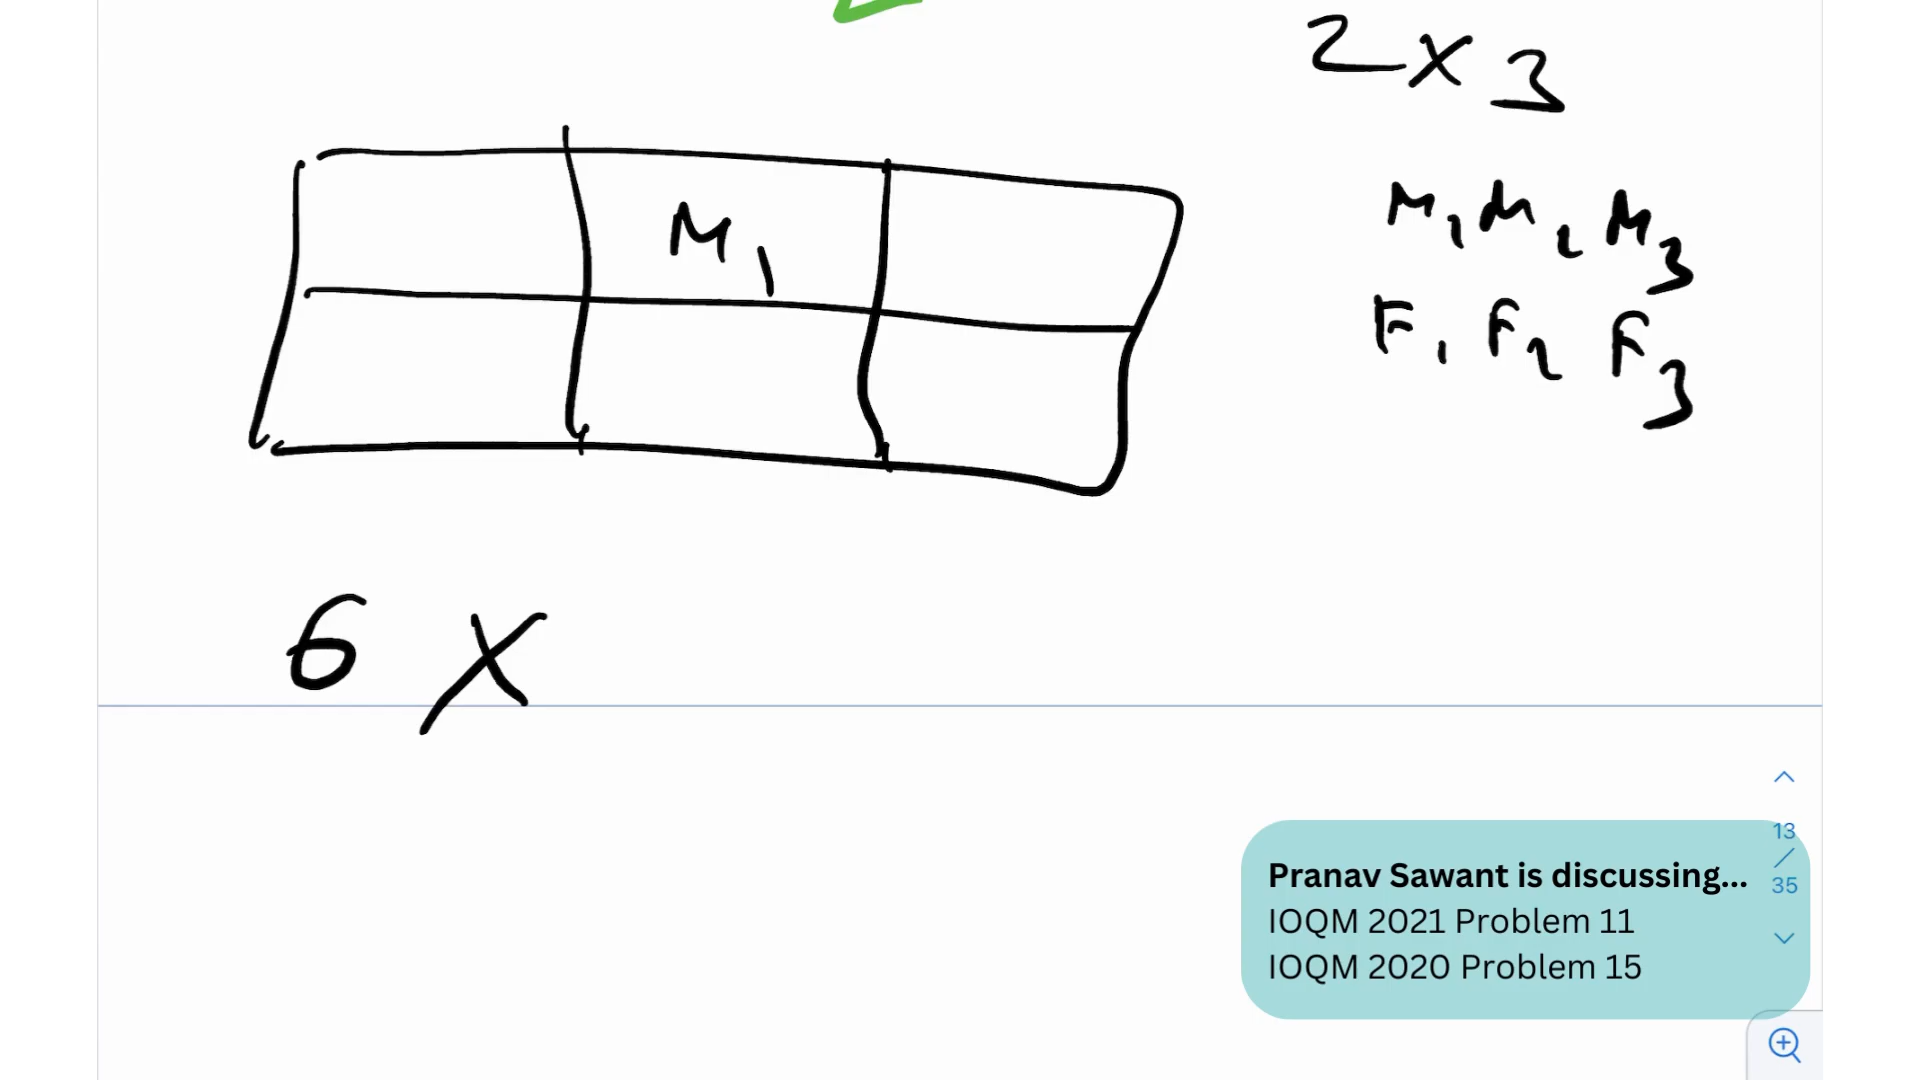 2 x 3
M1 M2 M3
F1 F2 F3
M1
6 X
13
/
35
Pranav Sawant is discussing...
IOQM 2021 Problem 11
IOQM 2020 Problem 15